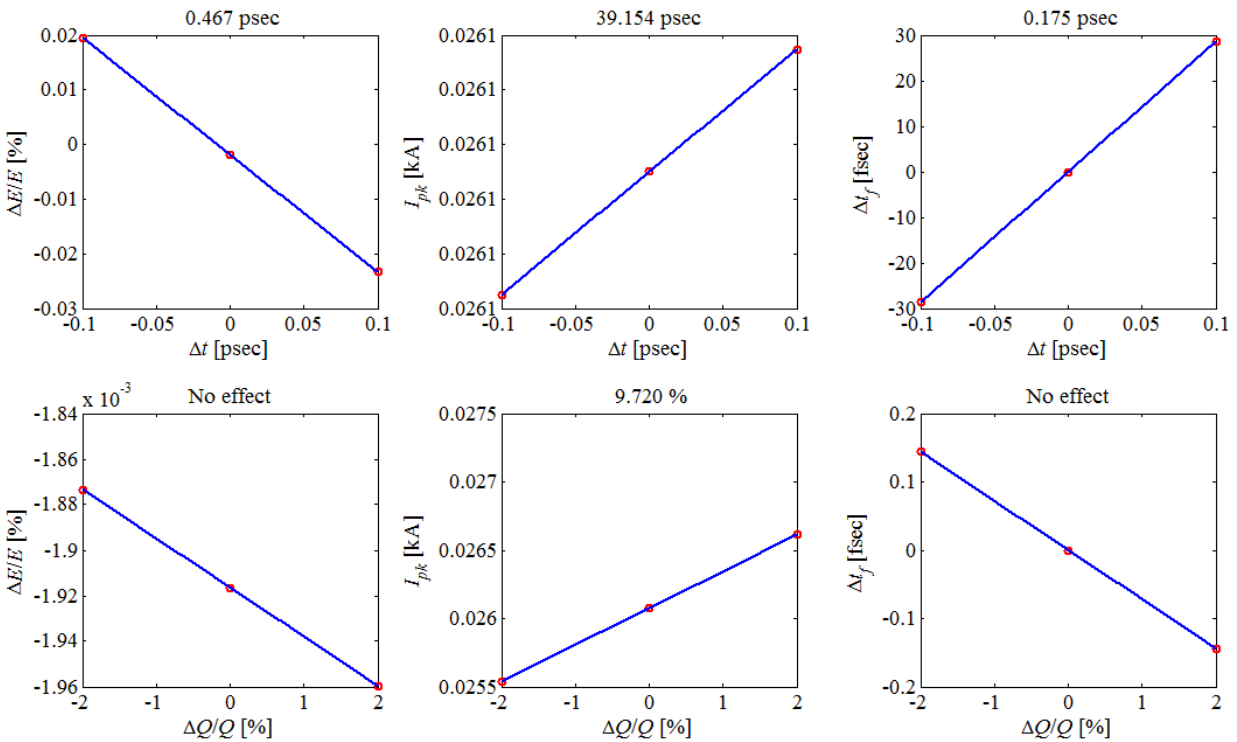 0.467 psec
0.02
0.01
0
-0.01
-0.02
-0.03
ΔE/E [%]
-0.1 -0.05 0 0.05 0.1
Δt [psec]
39.154 psec
0.0261
0.0261
0.0261
0.0261
0.0261
0.0261
I_pk [kA]
-0.1 -0.05 0 0.05 0.1
Δt [psec]
0.175 psec
30
20
10
0
-10
-20
-30
Δt_f [fsec]
-0.1 -0.05 0 0.05 0.1
Δt [psec]
x 10^-3
No effect
-1.84
-1.86
-1.88
-1.9
-1.92
-1.94
-1.96
ΔE/E [%]
-2 -1 0 1 2
ΔQ/Q [%]
9.720 %
0.0275
0.027
0.0265
0.026
0.0255
I_pk [kA]
-2 -1 0 1 2
ΔQ/Q [%]
No effect
0.2
0.1
0
-0.1
-0.2
Δt_f [fsec]
-2 -1 0 1 2
ΔQ/Q [%]